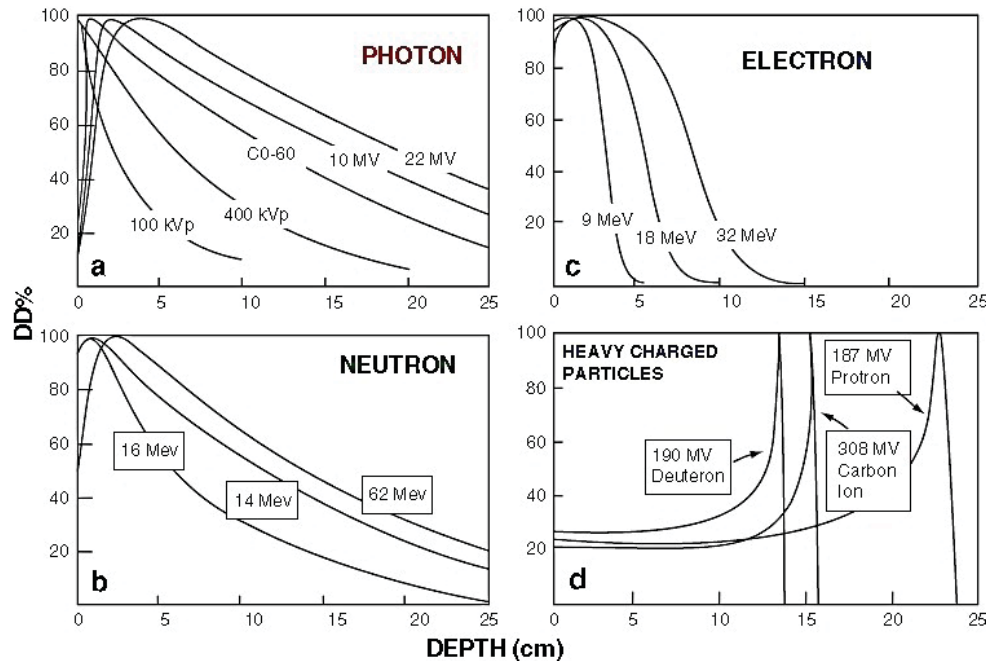 DD%
100
80
60
40
20
PHOTON
C0-60
10 MV
22 MV
100 kVp
400 kVp
a
0 5 10 15 20 25
100
80
60
40
20
ELECTRON
9 MeV
18 MeV
32 MeV
c
0 5 10 15 20 25
100
80
60
40
20
NEUTRON
16 Mev
14 Mev
62 Mev
b
0 5 10 15 20 25
100
80
60
40
20
HEAVY CHARGED
PARTICLES
187 MV
Protron
190 MV
Deuteron
308 MV
Carbon
Ion
d
0 5 10 15 20 25
DEPTH (cm)